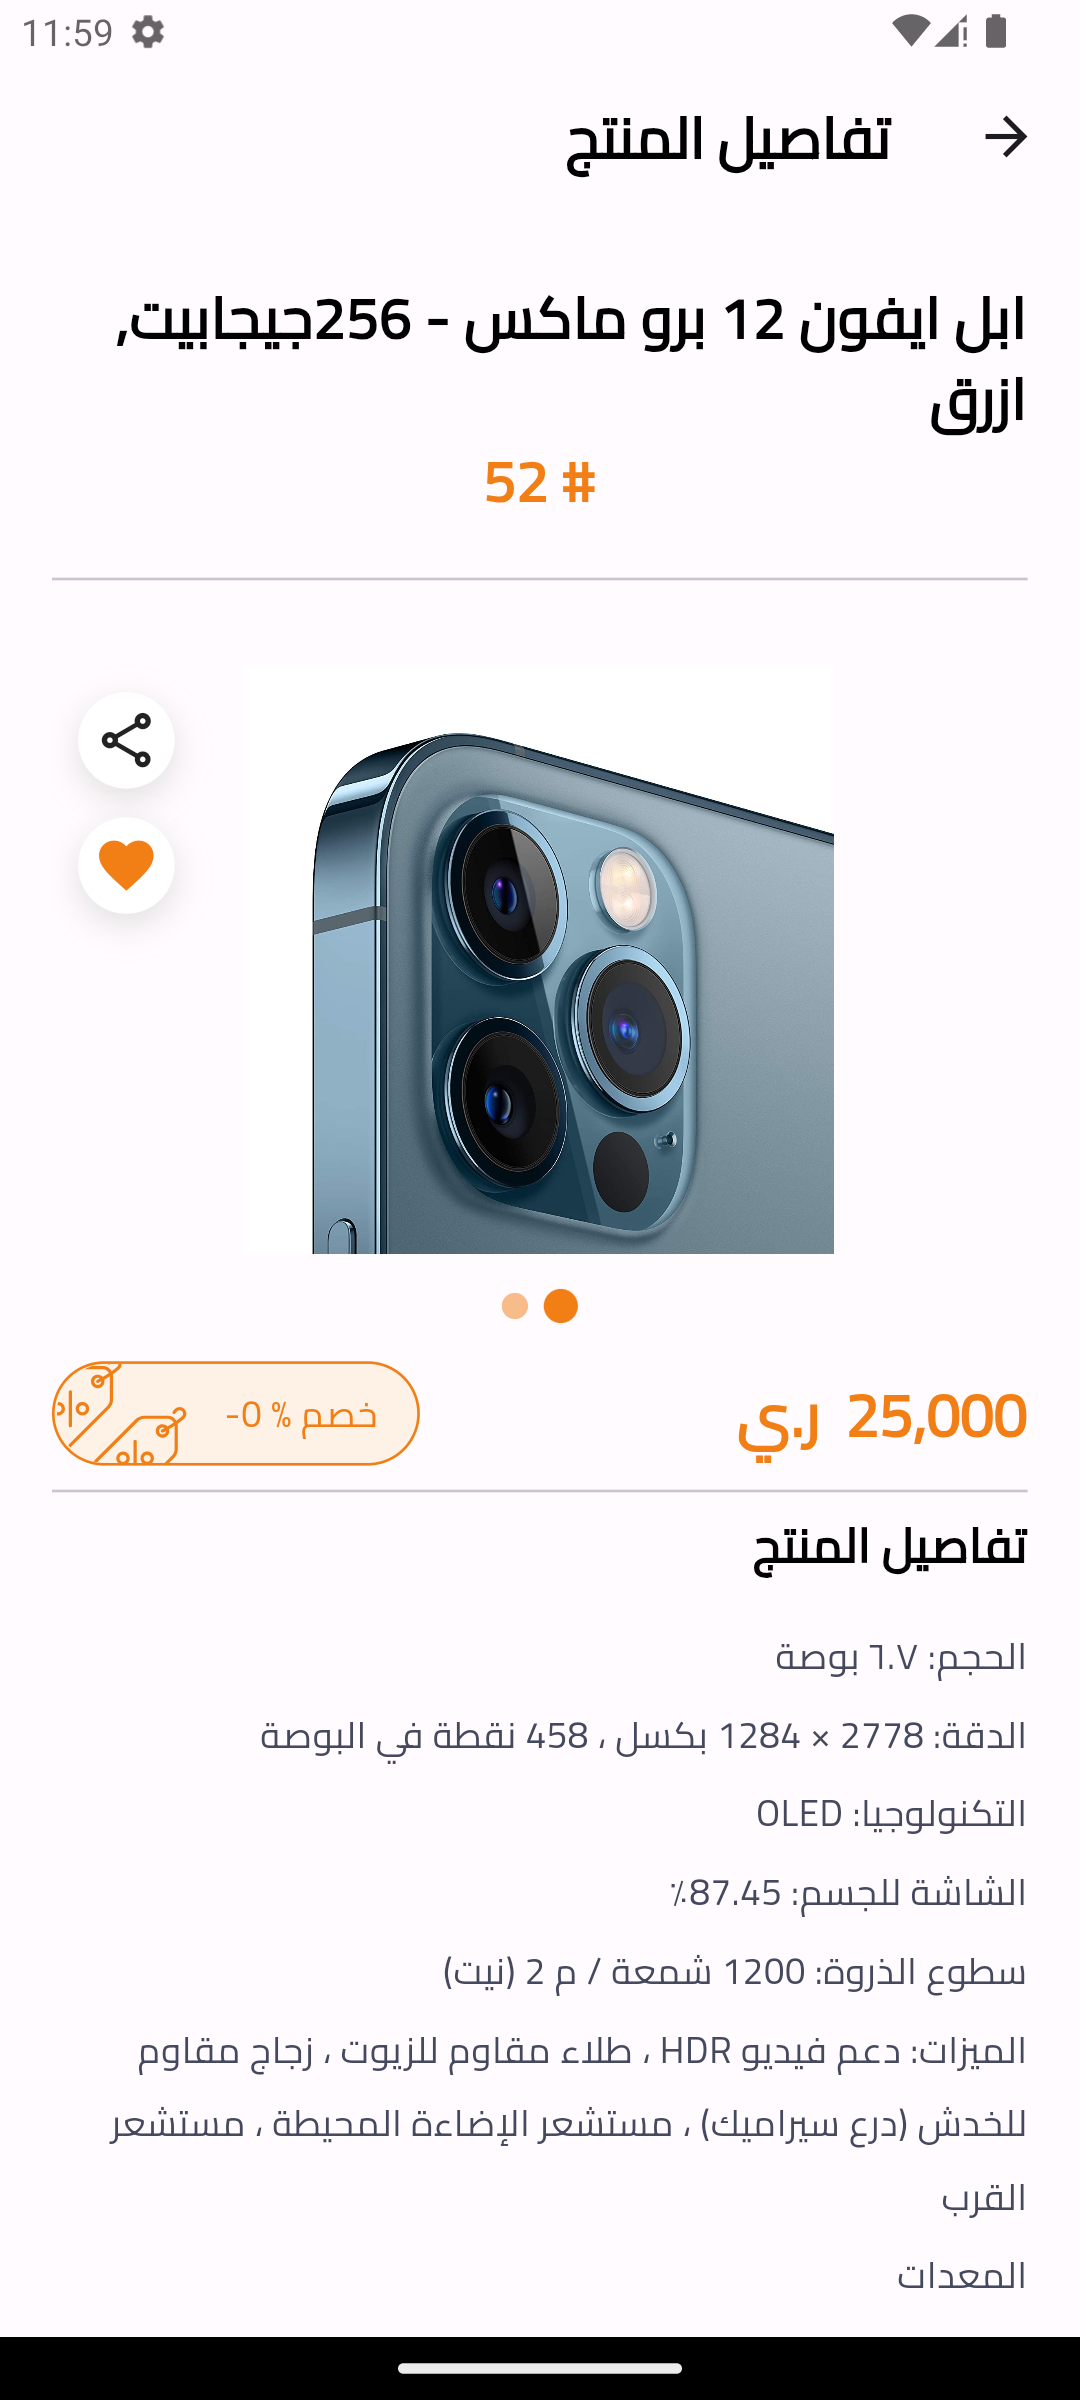 11:59
تفاصيل المنتج
ابل ايفون 12 برو ماكس - 256جيجابيت,
ازرق
# 52
25,000 ر.ي
خصم % 0-
تفاصيل المنتج
الحجم: ٦.٧ بوصة
الدقة: 2778 × 1284 بكسل ، 458 نقطة في البوصة
التكنولوجيا: OLED
الشاشة للجسم: 87.45٪
سطوع الذروة: 1200 شمعة / م 2 (نيت)
الميزات: دعم فيديو HDR ، طلاء مقاوم للزيوت ، زجاج مقاوم
للخدش (درع سيراميك) ، مستشعر الإضاءة المحيطة ، مستشعر
القرب
المعدات